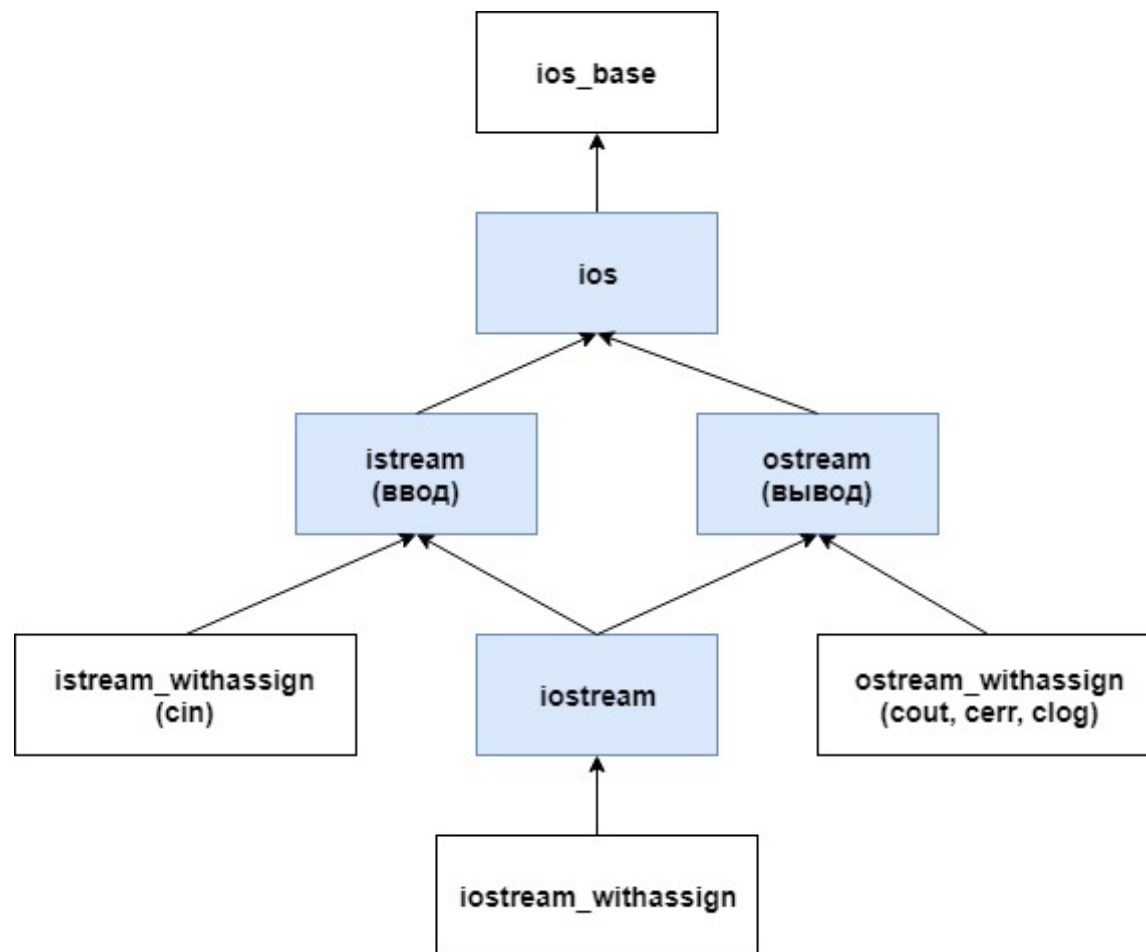 ios_base
ios
istream
(ввод)
ostream
(вывод)
istream_withassign
(cin)
iostream
ostream_withassign
(cout, cerr, clog)
iostream_withassign